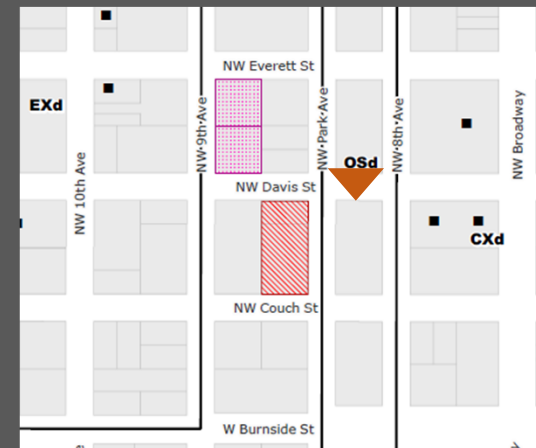 NW Everett St
EXd
NW 10th Ave
NW 9th Ave
NW Park Ave
NW 8th Ave
NW Broadway
OSd
NW Davis St
CXd
NW Couch St
W Burnside St